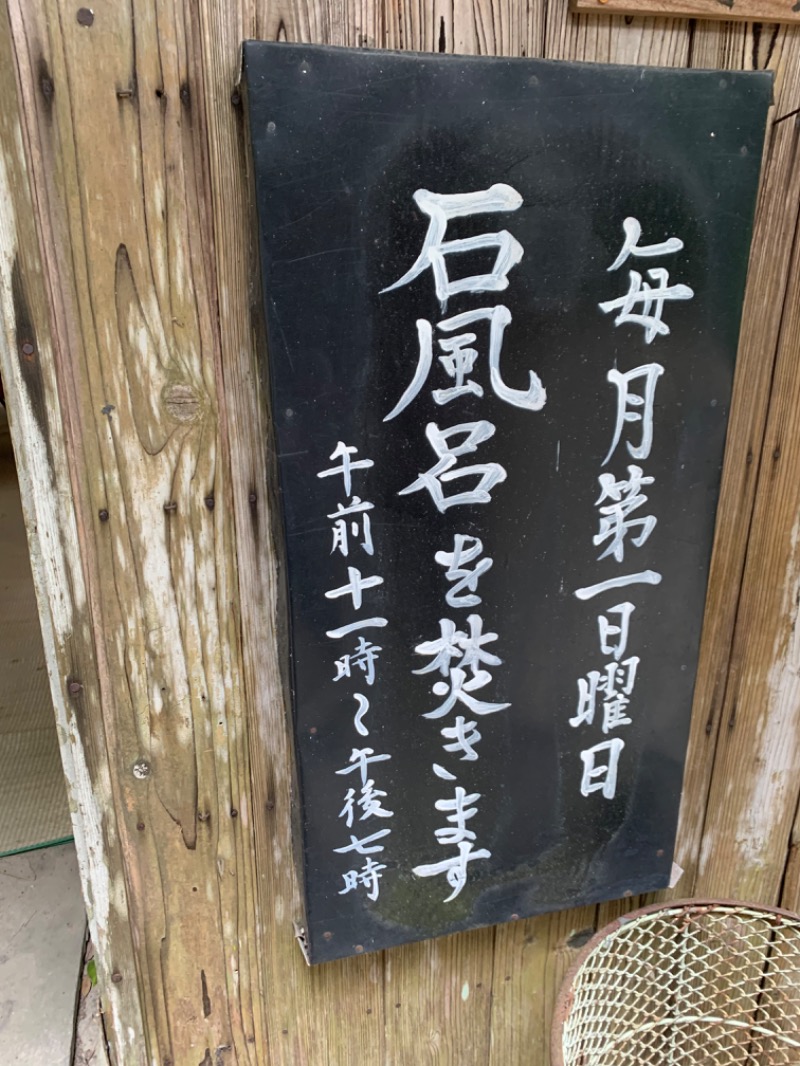 毎月第一日曜日
石風呂を焚きます
午前十一時〜午後七時